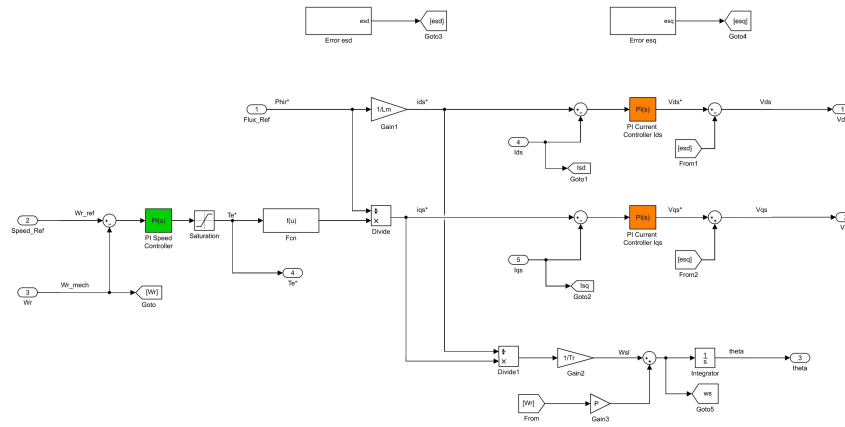 esd
[esd]
Error esd
Goto3
esq
[esq]
Error esq
Goto4
Phir*
1
Flux_Ref
1/Lm
Gain1
ids*
4
Ids
Isd
Goto1
PI(s)
PI Current
Controller Ids
Vds*
Vds
[esd]
From1
1
Vd
2
Speed_Ref
Wr_ref
PI(s)
PI Speed
Controller
Saturation
Te*
f(u)
Fcn
÷
×
Divide
iqs*
4
Te*
3
Wr
Wr_mech
[Wr]
Goto
5
Iqs
Isq
Goto2
PI(s)
PI Current
Controller Iqs
Vqs*
Vqs
[esq]
From2
÷
×
Divide1
1/Tr
Gain2
Wsl
1
s
Integrator
theta
3
theta
[Wr]
From
P
Gain3
ws
Goto5